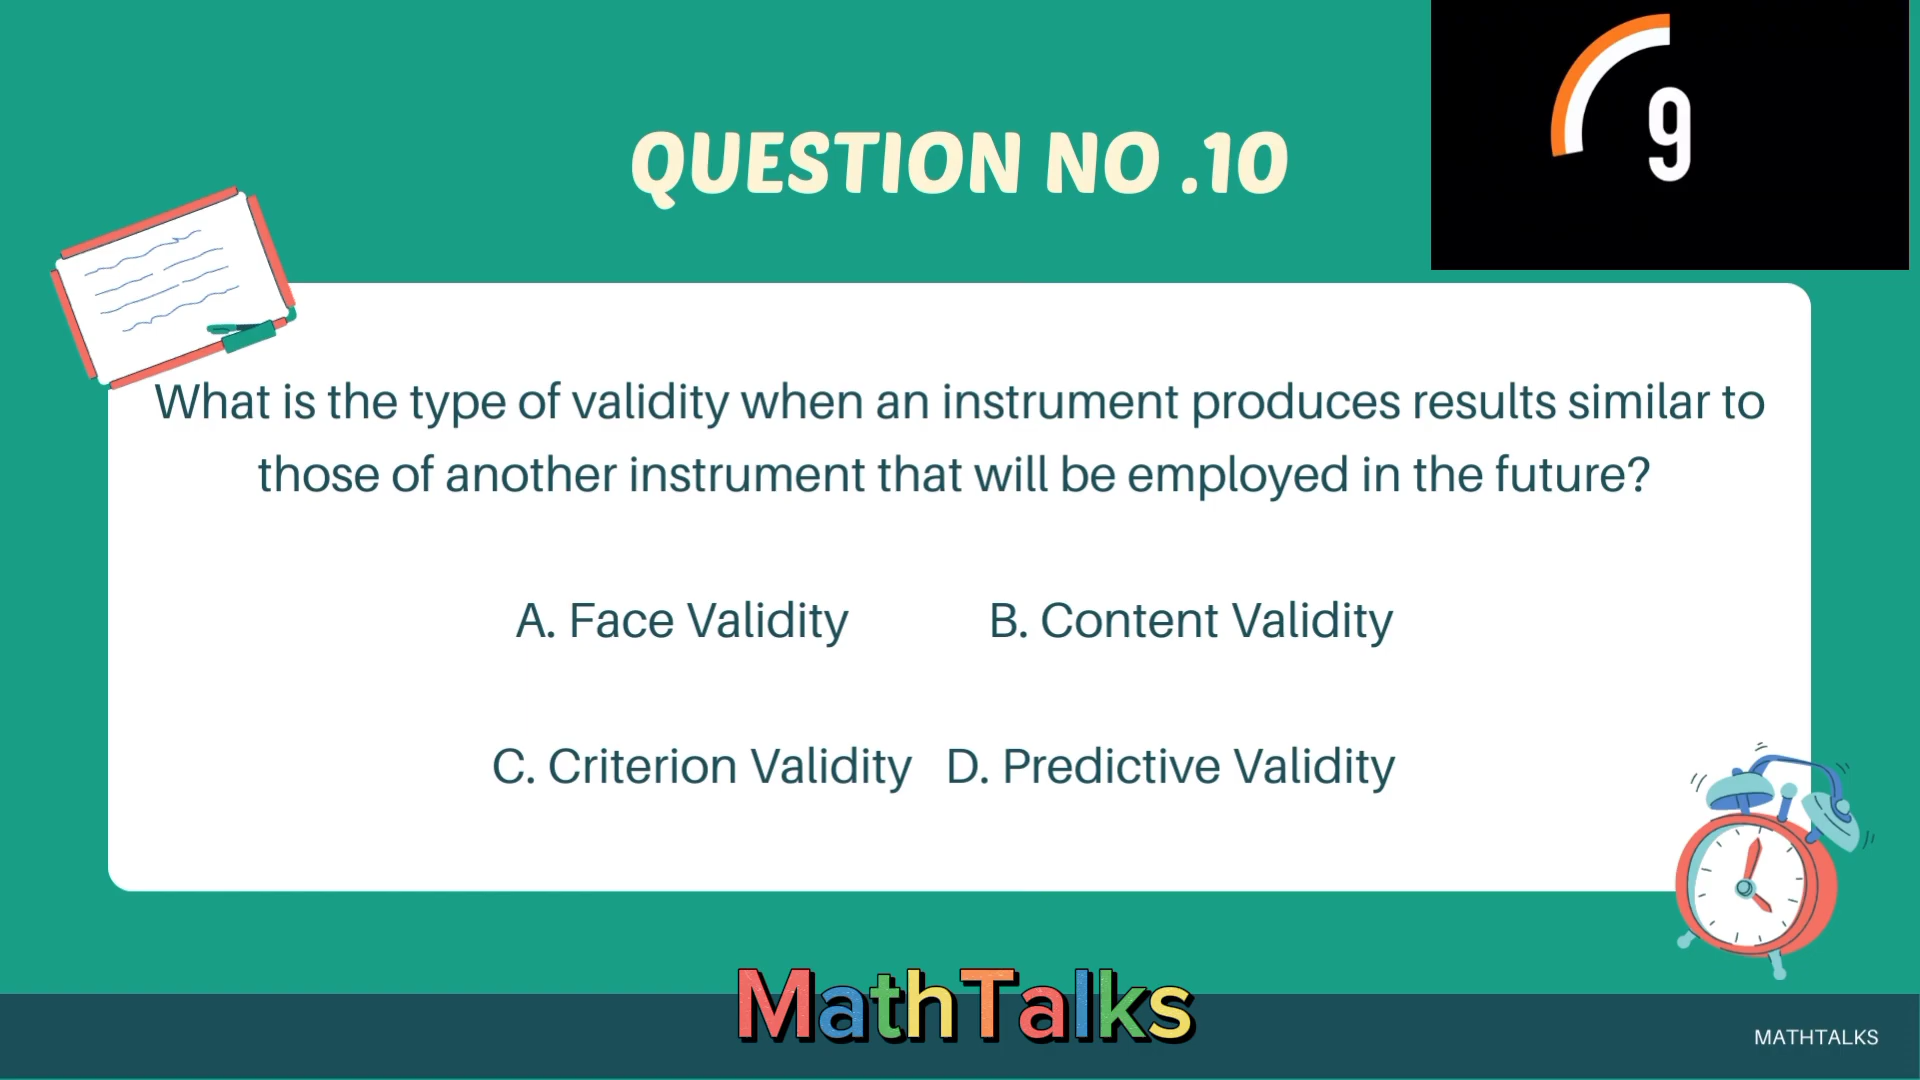 9
QUESTION NO .10
What is the type of validity when an instrument produces results similar to
those of another instrument that will be employed in the future?
A. Face Validity B. Content Validity
C. Criterion Validity D. Predictive Validity
MathTalks
MATHTALKS